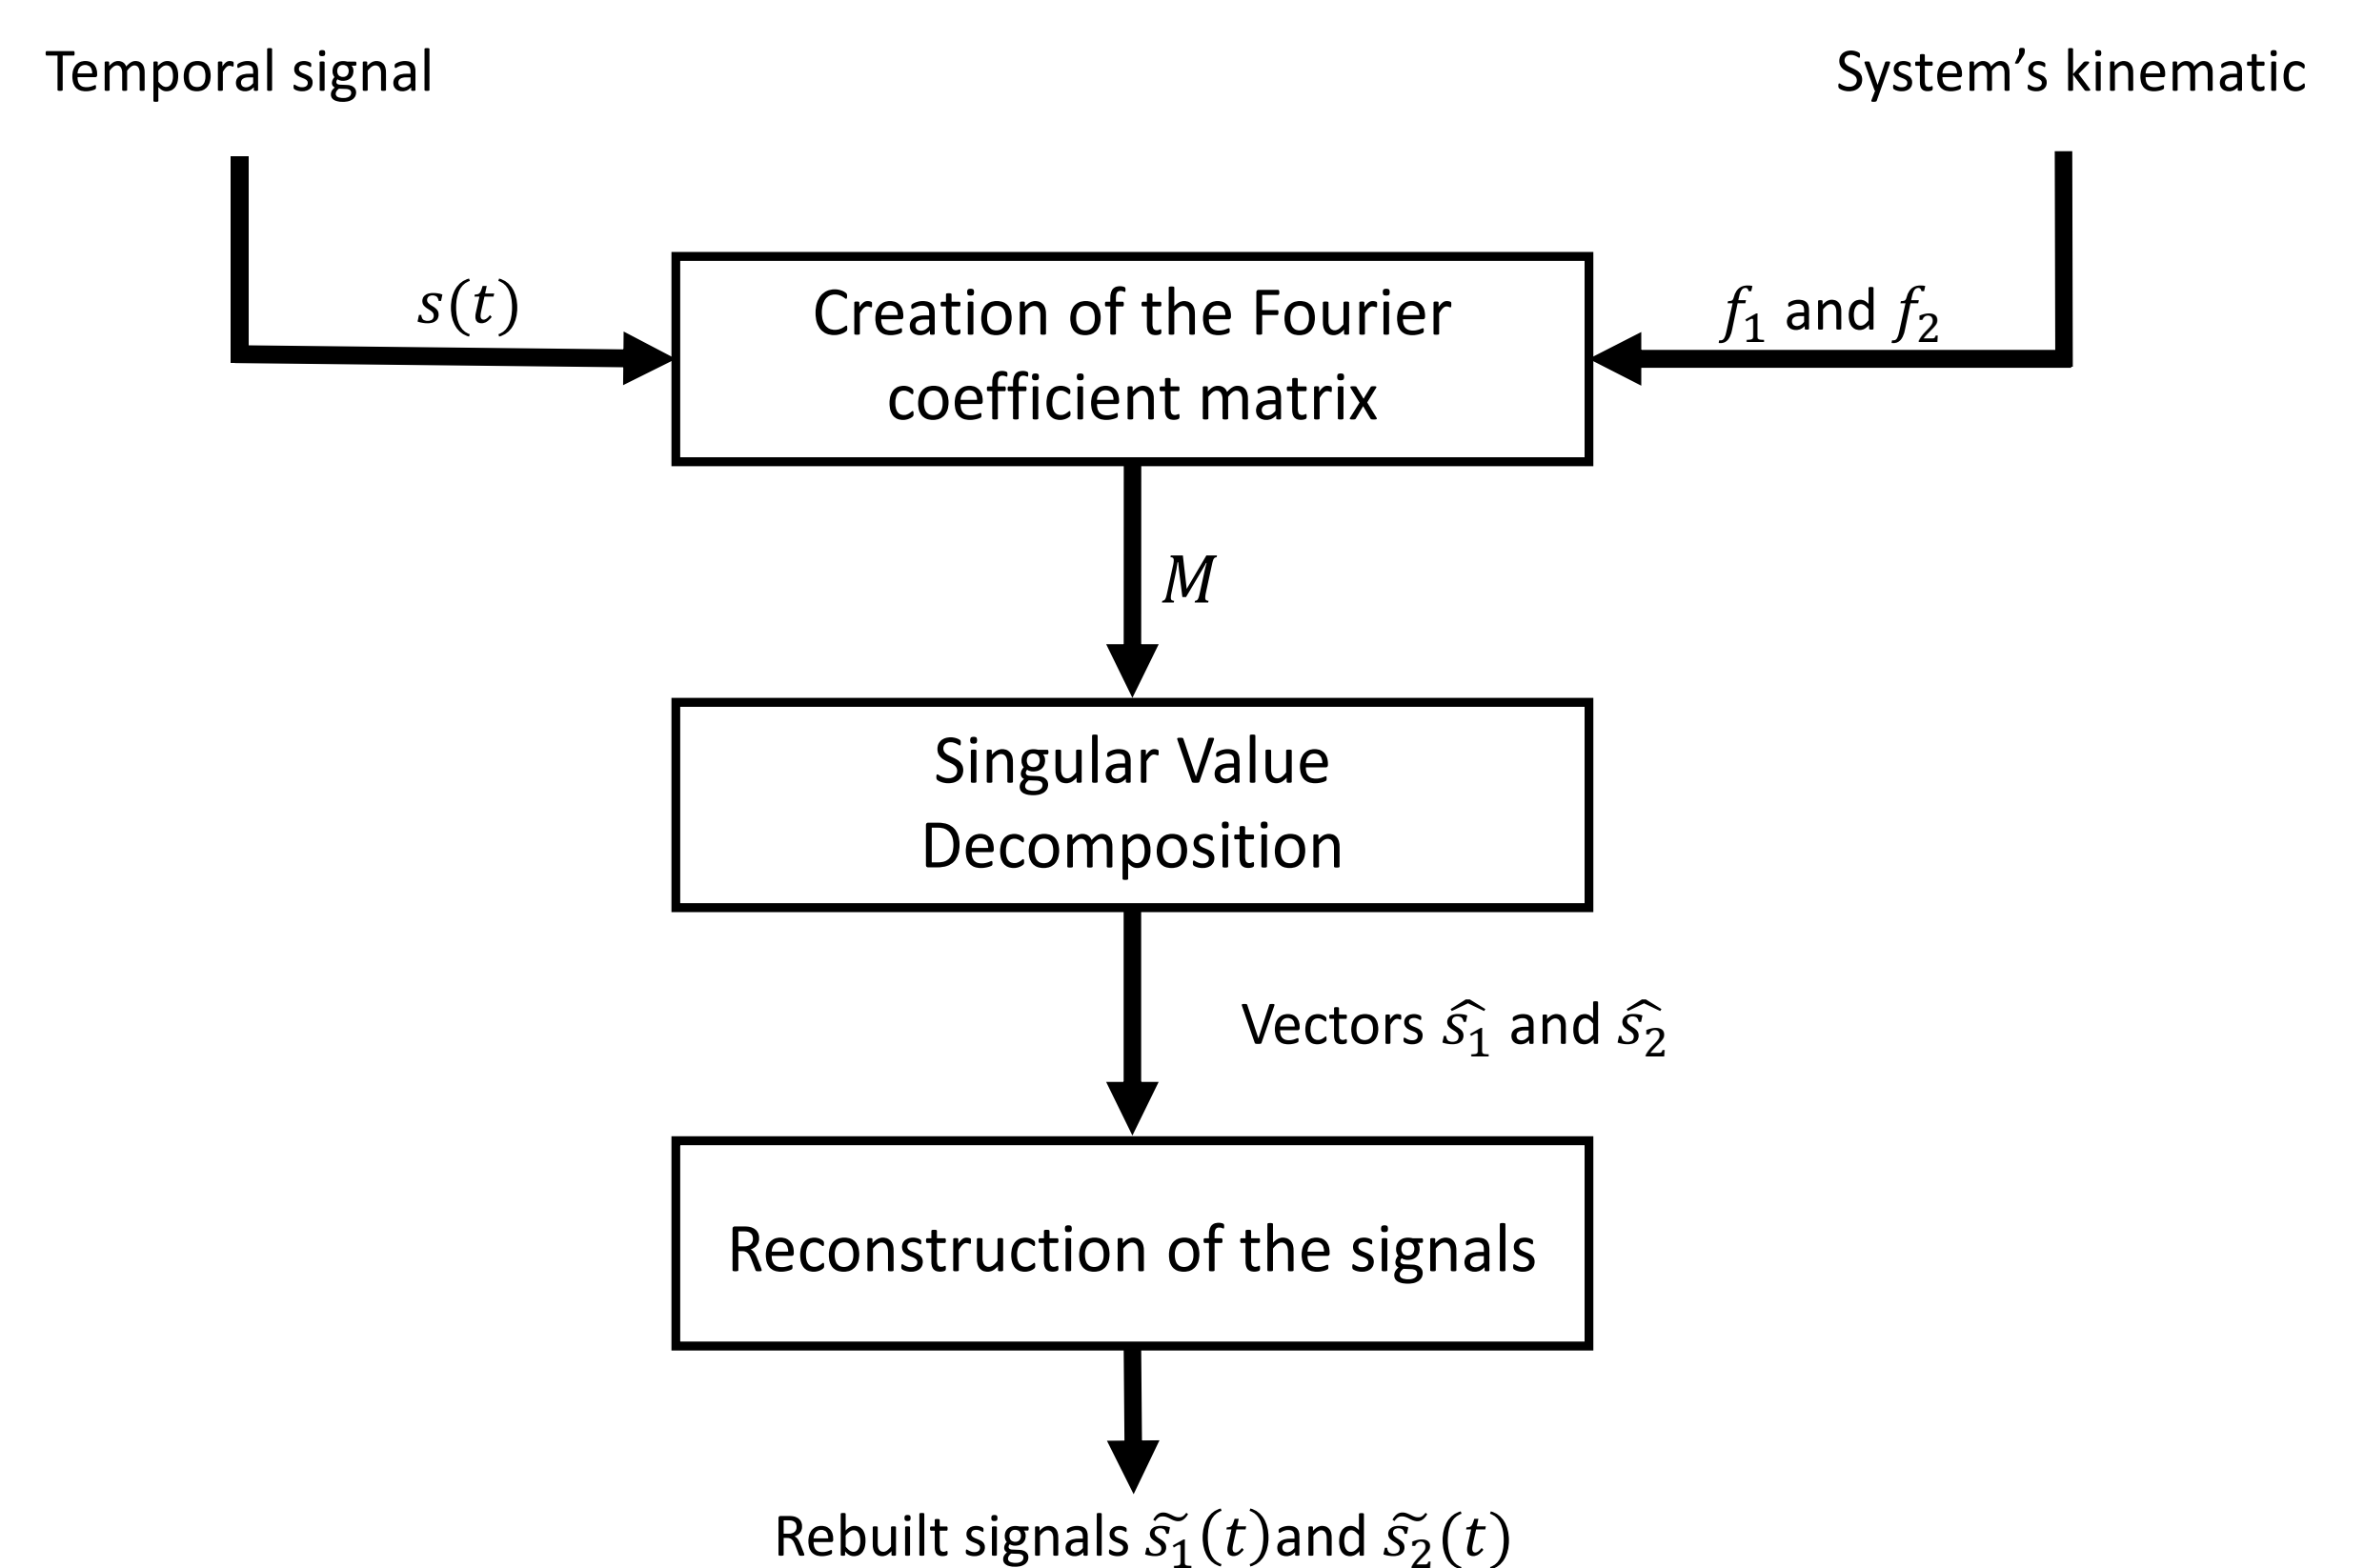 Temporal signal
System’s kinematic
s(t)
f₁ and f₂
Creation of the Fourier
coefficient matrix
M
Singular Value
Decomposition
Vectors ŝ₁ and ŝ₂
Reconstruction of the signals
Rebuilt signals s̃₁(t) and s̃₂(t)